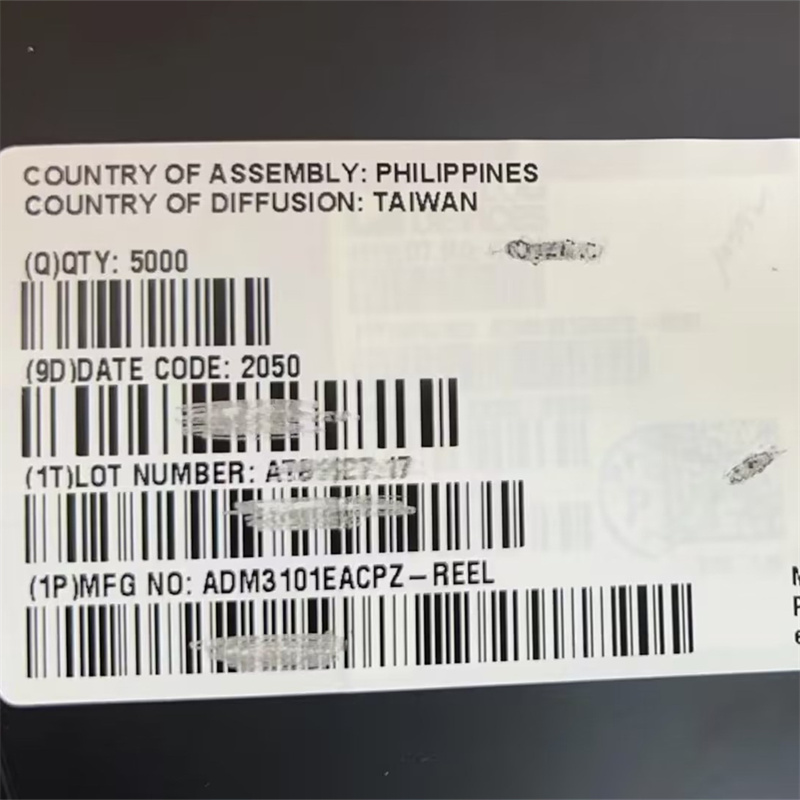 COUNTRY OF ASSEMBLY: PHILIPPINES
COUNTRY OF DIFFUSION: TAIWAN
(Q)QTY: 5000
(9D)DATE CODE: 2050
(1T)LOT NUMBER:
(1P)MFG NO: ADM3101EACPZ-REEL